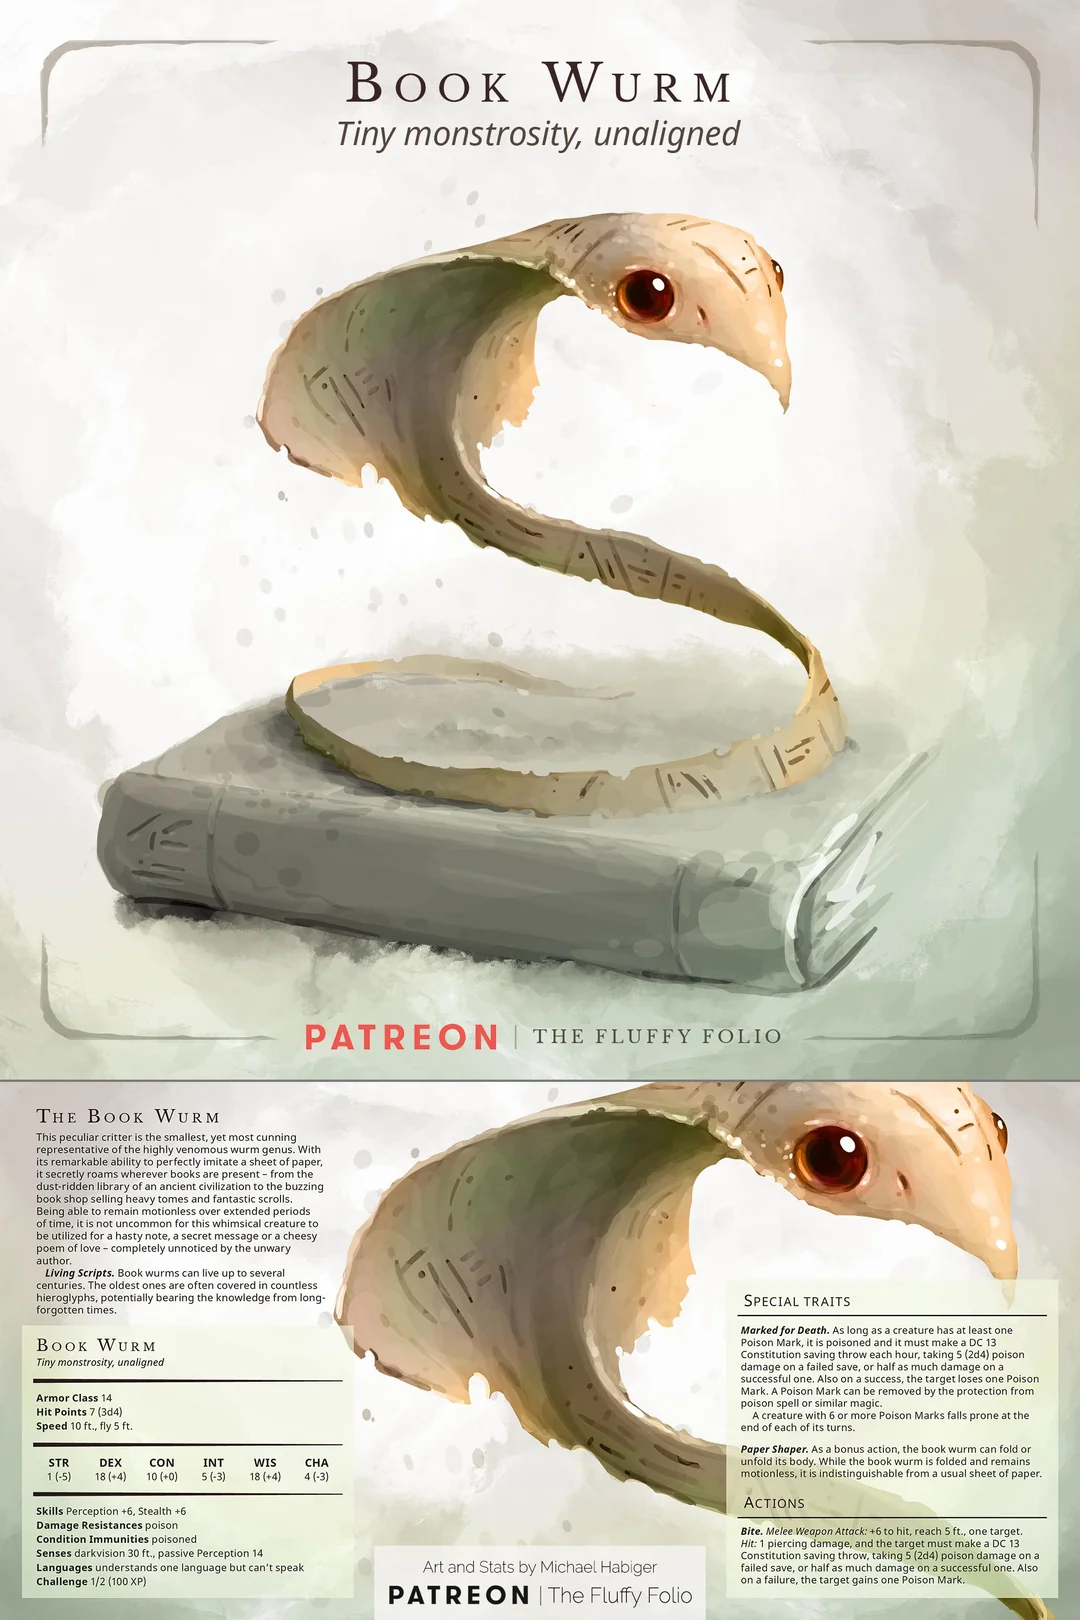 Book Wurm
Tiny monstrosity, unaligned
PATREON | THE FLUFFY FOLIO
The Book Wurm
This peculiar critter is the smallest, yet most cunning
representative of the highly venomous wurm genus. With
its remarkable ability to perfectly imitate a sheet of paper,
it secretly roams wherever books are present – from the
dust-ridden library of an ancient civilization to the buzzing
book shop selling heavy tomes and fantastic scrolls.
Being able to remain motionless over extended periods
of time, it is not uncommon for this whimsical creature to
be utilized for a hasty note, a secret message or a cheesy
poem of love – completely unnoticed by the unwary
author.
Living Scripts. Book wurms can live up to several
centuries. The oldest ones are often covered in countless
hieroglyphs, potentially bearing the knowledge from long-
forgotten times.
Book Wurm
Tiny monstrosity, unaligned
Armor Class 14
Hit Points 7 (3d4)
Speed 10 ft., fly 5 ft.
STR DEX CON INT WIS CHA
1 (-5) 18 (+4) 10 (+0) 5 (-3) 18 (+4) 4 (-3)
Skills Perception +6, Stealth +6
Damage Resistances poison
Condition Immunities poisoned
Senses darkvision 30 ft., passive Perception 14
Languages understands one language but can't speak
Challenge 1/2 (100 XP)
Special traits
Marked for Death. As long as a creature has at least one
Poison Mark, it is poisoned and it must make a DC 13
Constitution saving throw each hour, taking 5 (2d4) poison
damage on a failed save, or half as much damage on a
successful one. Also on a success, the target loses one Poison
Mark. A Poison Mark can be removed by the protection from
poison spell or similar magic.
A creature with 6 or more Poison Marks falls prone at the
end of each of its turns.
Paper Shaper. As a bonus action, the book wurm can fold or
unfold its body. While the book wurm is folded and remains
motionless, it is indistinguishable from a usual sheet of paper.
Actions
Bite. Melee Weapon Attack: +6 to hit, reach 5 ft., one target.
Hit: 1 piercing damage, and the target must make a DC 13
Constitution saving throw, taking 5 (2d4) poison damage on a
failed save, or half as much damage on a successful one. Also
on a failure, the target gains one Poison Mark.
Art and Stats by Michael Habiger
PATREON | The Fluffy Folio